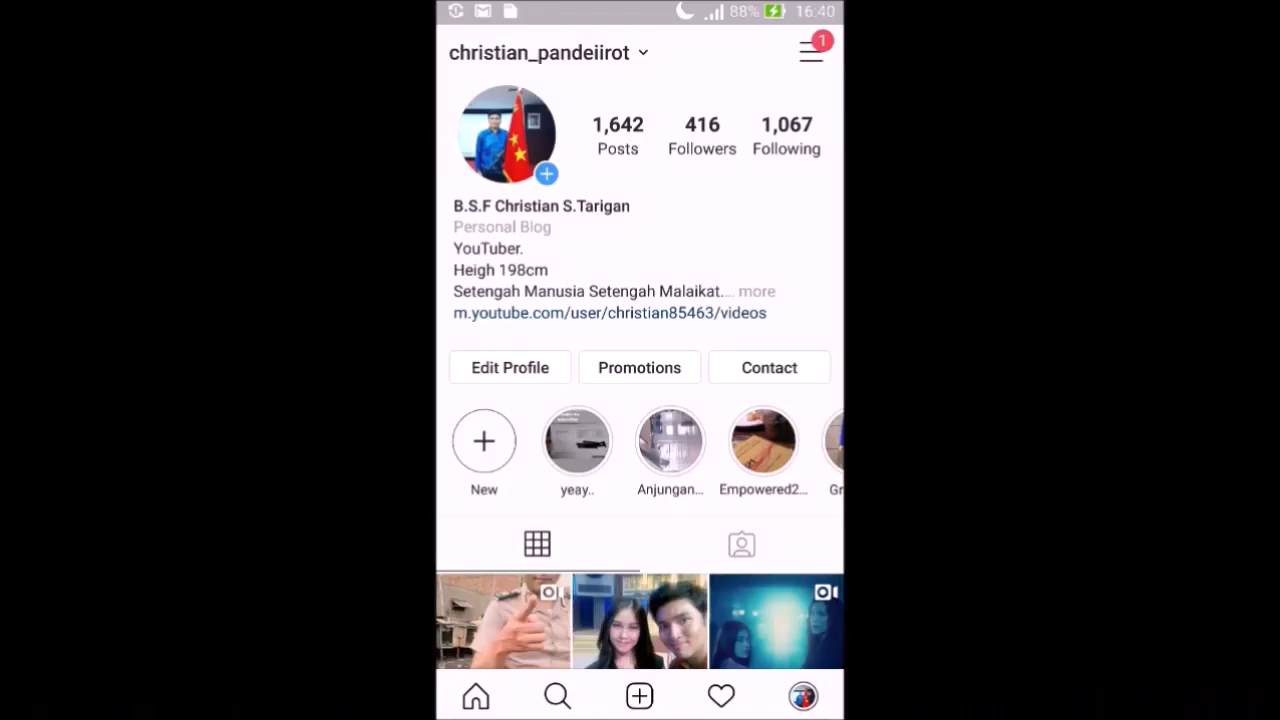 88% 16:40
christian_pandeiirot
1
1,642 416 1,067
Posts Followers Following
B.S.F Christian S.Tarigan
Personal Blog
YouTuber.
Heigh 198cm
Setengah Manusia Setengah Malaikat.... more
m.youtube.com/user/christian85463/videos
Edit Profile Promotions Contact
New yeay.. Anjungan... Empowered2... Gr